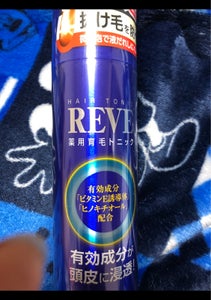 抜け毛を防
HAIR TON
REVE
薬用育毛トニック
有効成分
「ビタミンE誘導体」
「ヒノキチオール」
配合
有効成分が
頭皮に浸透!